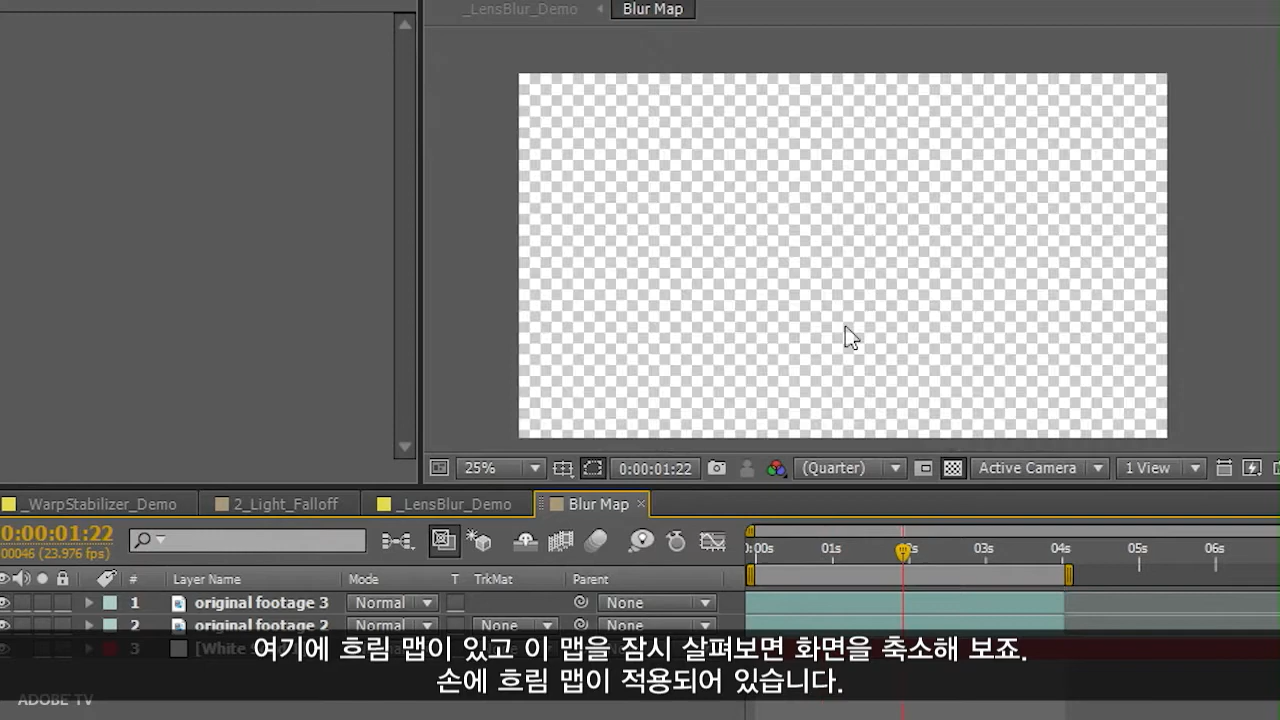 _LensBlur_Demo
Blur Map
25%
0:00:01:22
(Quarter)
Active Camera
1 View
_WarpStabilizer_Demo
2_Light_Falloff
_LensBlur_Demo
Blur Map
0:00:01:22
00046 (23.976 fps)
):00s
01s
2s
03s
04s
05s
06s
#
Layer Name
Mode
T
TrkMat
Parent
1
original footage 3
Normal
None
2
original footage 2
Normal
None
None
3
[White
여기에 흐림 맵이 있고 이 맵을 잠시 살펴보면 화면을 축소해 보죠.
손에 흐림 맵이 적용되어 있습니다.
ADOBE TV